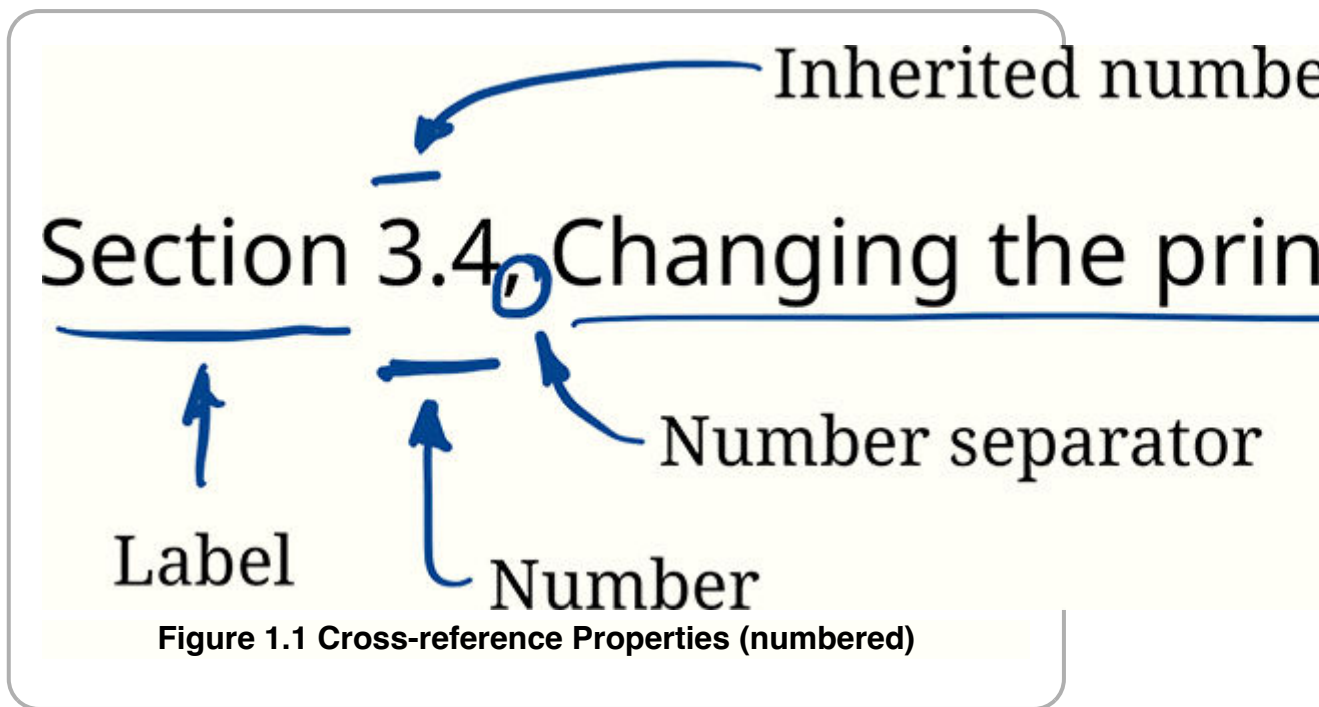 Inherited numbe
Section 3.4, Changing the prin
Number separator
Label
Number
Figure 1.1 Cross-reference Properties (numbered)